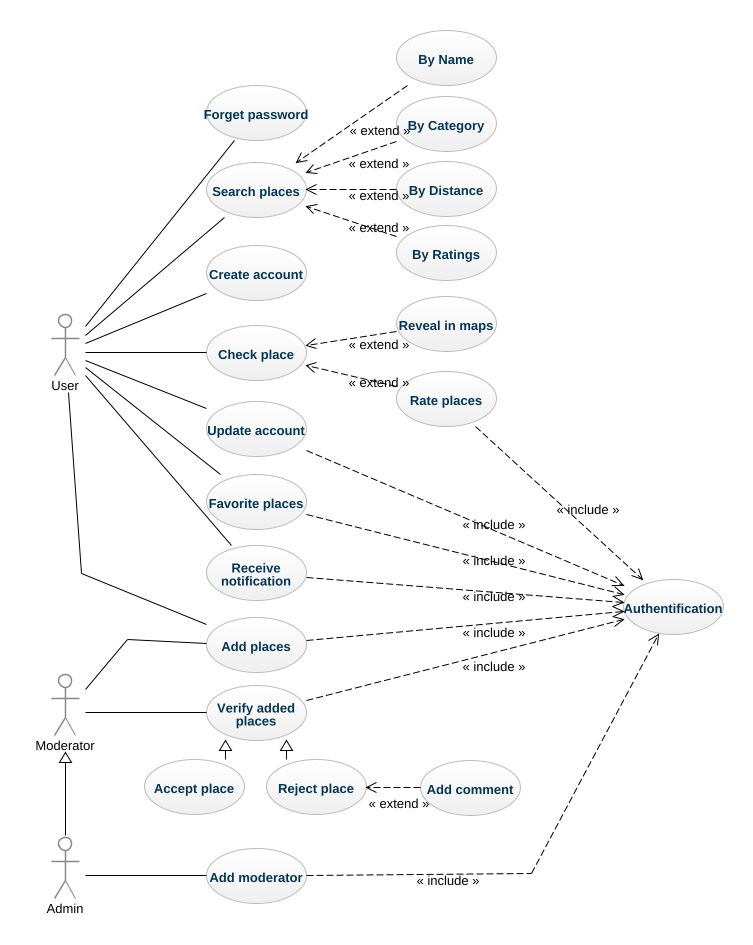 By Name
Forget password
« extend »
By Category
« extend »
Search places
By Distance
« extend »
« extend »
By Ratings
Create account
Reveal in maps
« extend »
Check place
User
« extend »
Rate places
Update account
Favorite places
« include »
« include »
« include »
Receive
notification
« include »
Authentification
« include »
Add places
« include »
Verify added
places
Moderator
Accept place
Reject place
Add comment
« extend »
Add moderator
« include »
Admin